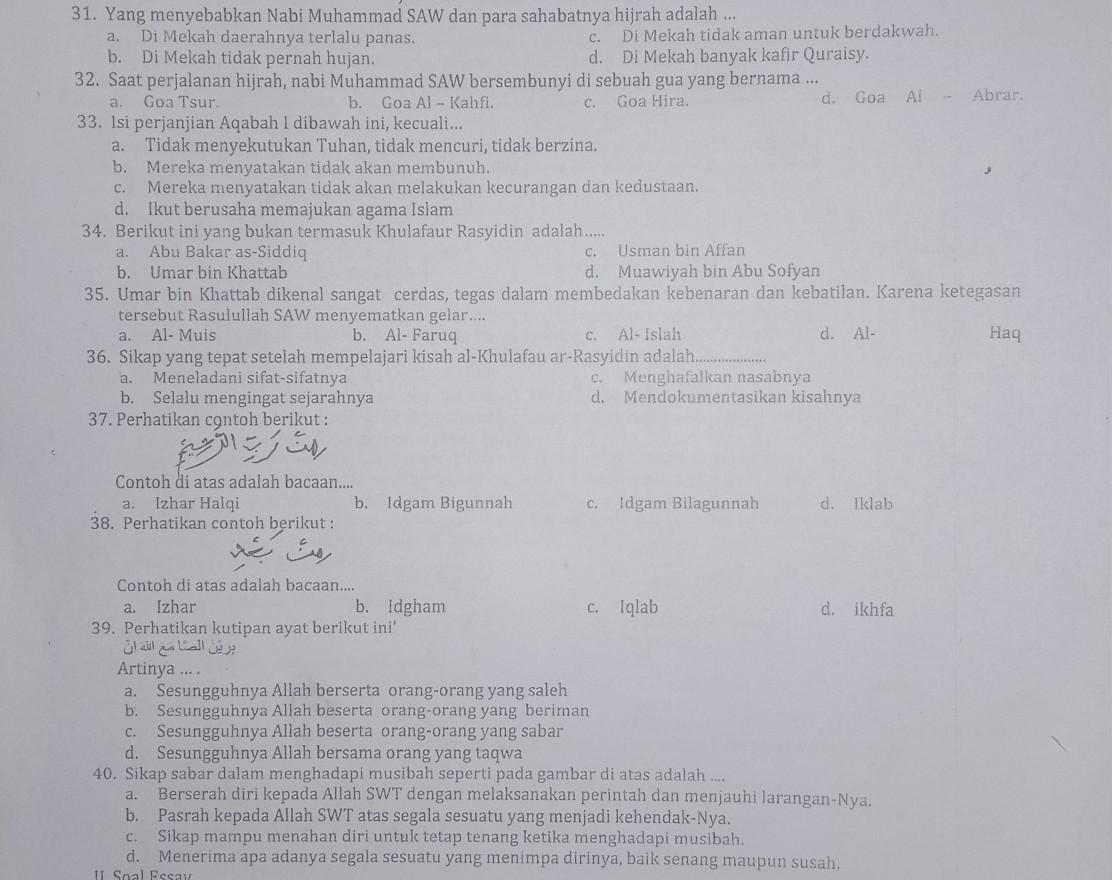 31. Yang menyebabkan Nabi Muhammad SAW dan para sahabatnya hijrah adalah ...
a. Di Mekah daerahnya terlalu panas. c. Di Mekah tidak aman untuk berdakwah.
b. Di Mekah tidak pernah hujan. d. Di Mekah banyak kafir Quraisy.
32. Saat perjalanan hijrah, nabi Muhammad SAW bersembunyi di sebuah gua yang bernama ...
a. Goa Tsur. b. Goa Al – Kahfi. c. Goa Hira. d. Goa Al – Abrar.
33. Isi perjanjian Aqabah I dibawah ini, kecuali...
a. Tidak menyekutukan Tuhan, tidak mencuri, tidak berzina.
b. Mereka menyatakan tidak akan membunuh.
c. Mereka menyatakan tidak akan melakukan kecurangan dan kedustaan.
d. Ikut berusaha memajukan agama Islam
34. Berikut ini yang bukan termasuk Khulafaur Rasyidin adalah.....
a. Abu Bakar as-Siddiq c. Usman bin Affan
b. Umar bin Khattab d. Muawiyah bin Abu Sofyan
35. Umar bin Khattab dikenal sangat cerdas, tegas dalam membedakan kebenaran dan kebatilan. Karena ketegasan
tersebut Rasulullah SAW menyematkan gelar....
a. Al- Muis b. Al- Faruq c. Al- Islah d. Al- Haq
36. Sikap yang tepat setelah mempelajari kisah al-Khulafau ar-Rasyidin adalah...................
a. Meneladani sifat-sifatnya c. Menghafalkan nasabnya
b. Selalu mengingat sejarahnya d. Mendokumentasikan kisahnya
37. Perhatikan contoh berikut :
Contoh di atas adalah bacaan....
a. Izhar Halqi b. Idgam Bigunnah c. Idgam Bilagunnah d. Iklab
38. Perhatikan contoh berikut :
Contoh di atas adalah bacaan....
a. Izhar b. Idgham c. Iqlab d. ikhfa
39. Perhatikan kutipan ayat berikut ini'
Artinya ... .
a. Sesungguhnya Allah berserta orang-orang yang saleh
b. Sesungguhnya Allah beserta orang-orang yang beriman
c. Sesungguhnya Allah beserta orang-orang yang sabar
d. Sesungguhnya Allah bersama orang yang taqwa
40. Sikap sabar dalam menghadapi musibah seperti pada gambar di atas adalah ....
a. Berserah diri kepada Allah SWT dengan melaksanakan perintah dan menjauhi larangan-Nya.
b. Pasrah kepada Allah SWT atas segala sesuatu yang menjadi kehendak-Nya.
c. Sikap mampu menahan diri untuk tetap tenang ketika menghadapi musibah.
d. Menerima apa adanya segala sesuatu yang menimpa dirinya, baik senang maupun susah.
II. Soal Essay